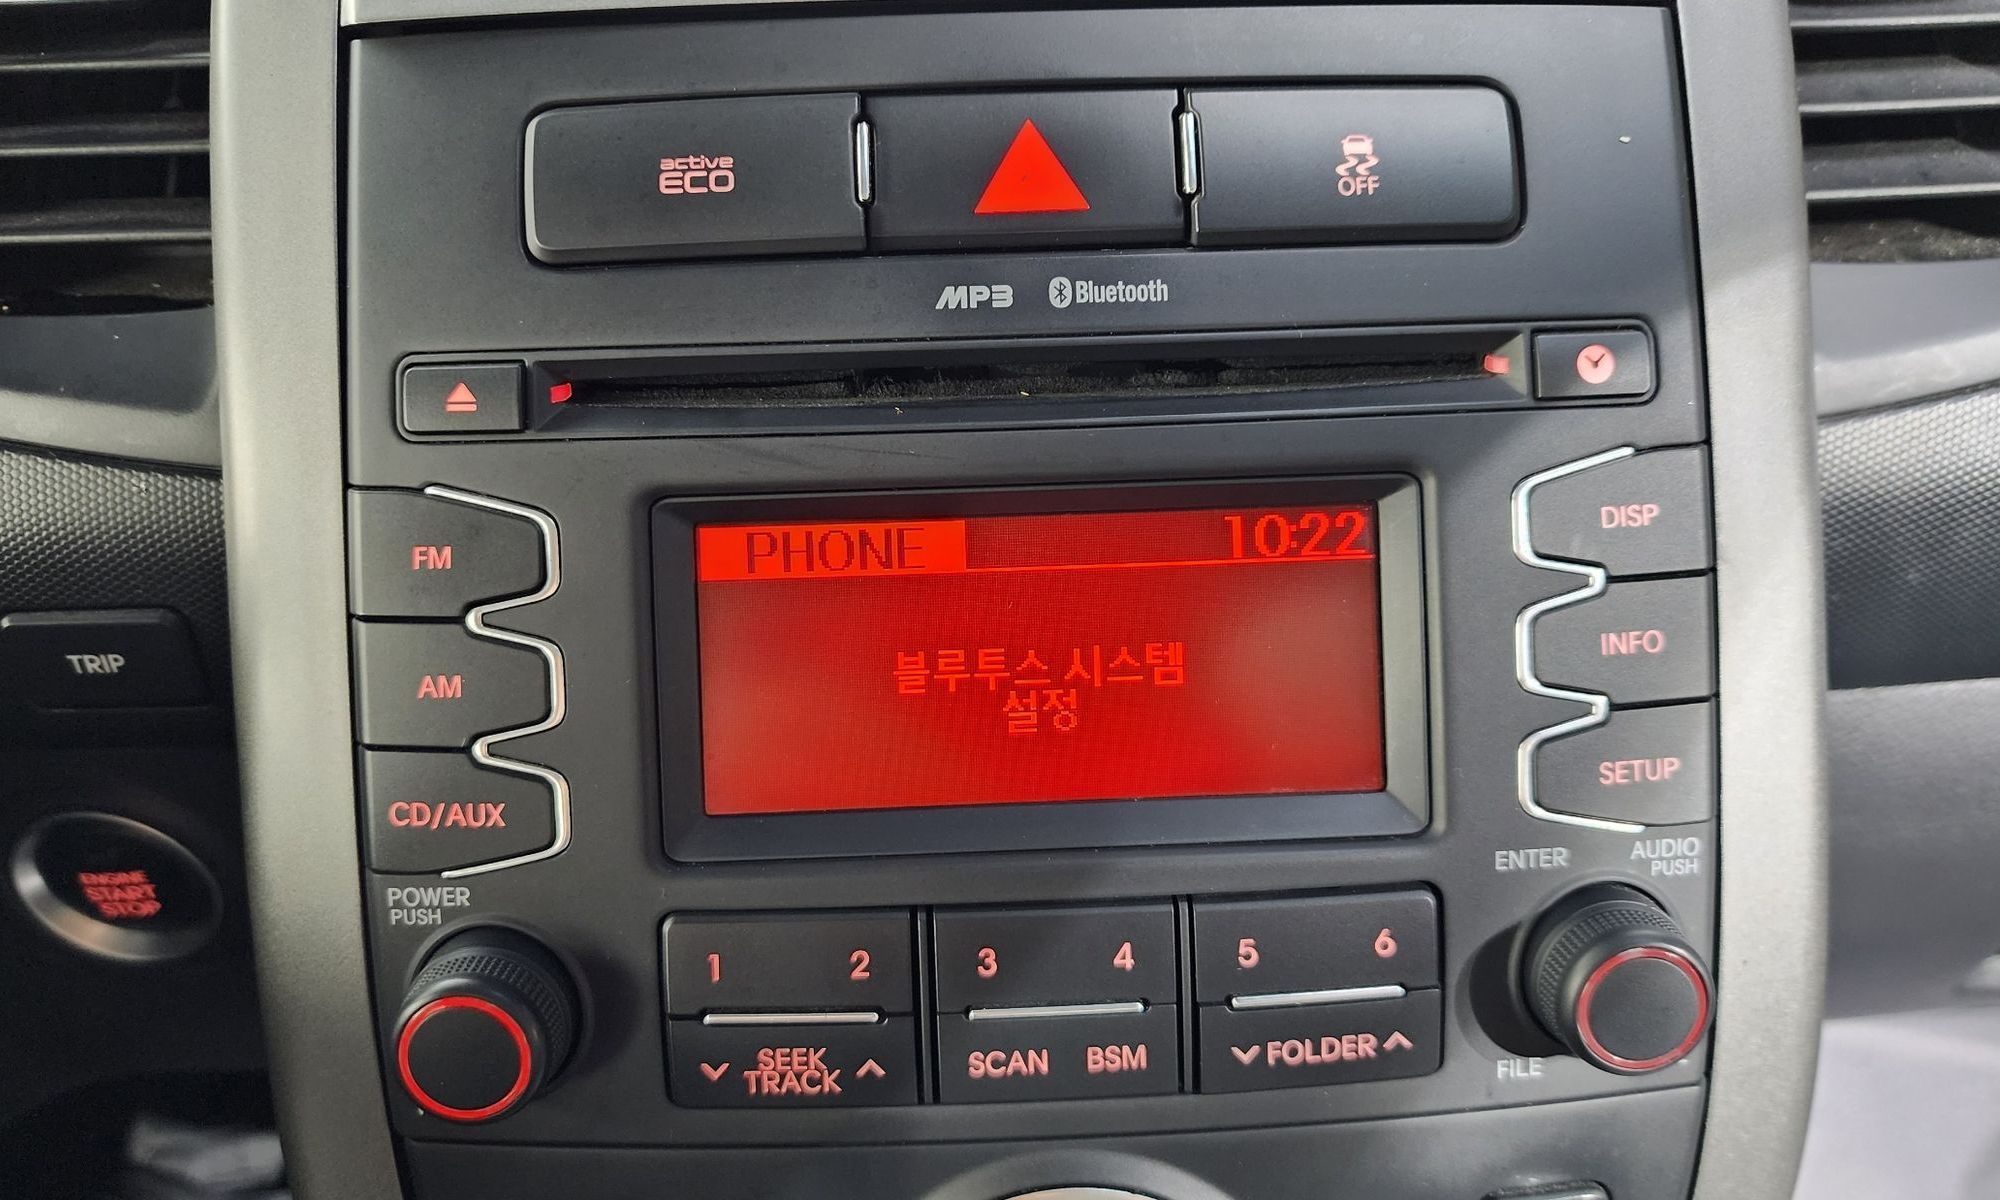 active
ECO
OFF
MP3 Bluetooth
FM
AM
CD/AUX
PHONE 10:22
블루투스 시스템
설정
DISP
INFO
SETUP
TRIP
ENGINE
START
STOP
POWER
PUSH
ENTER
AUDIO
PUSH
FILE
1 2
3 4
5 6
SEEK
TRACK
SCAN BSM
FOLDER